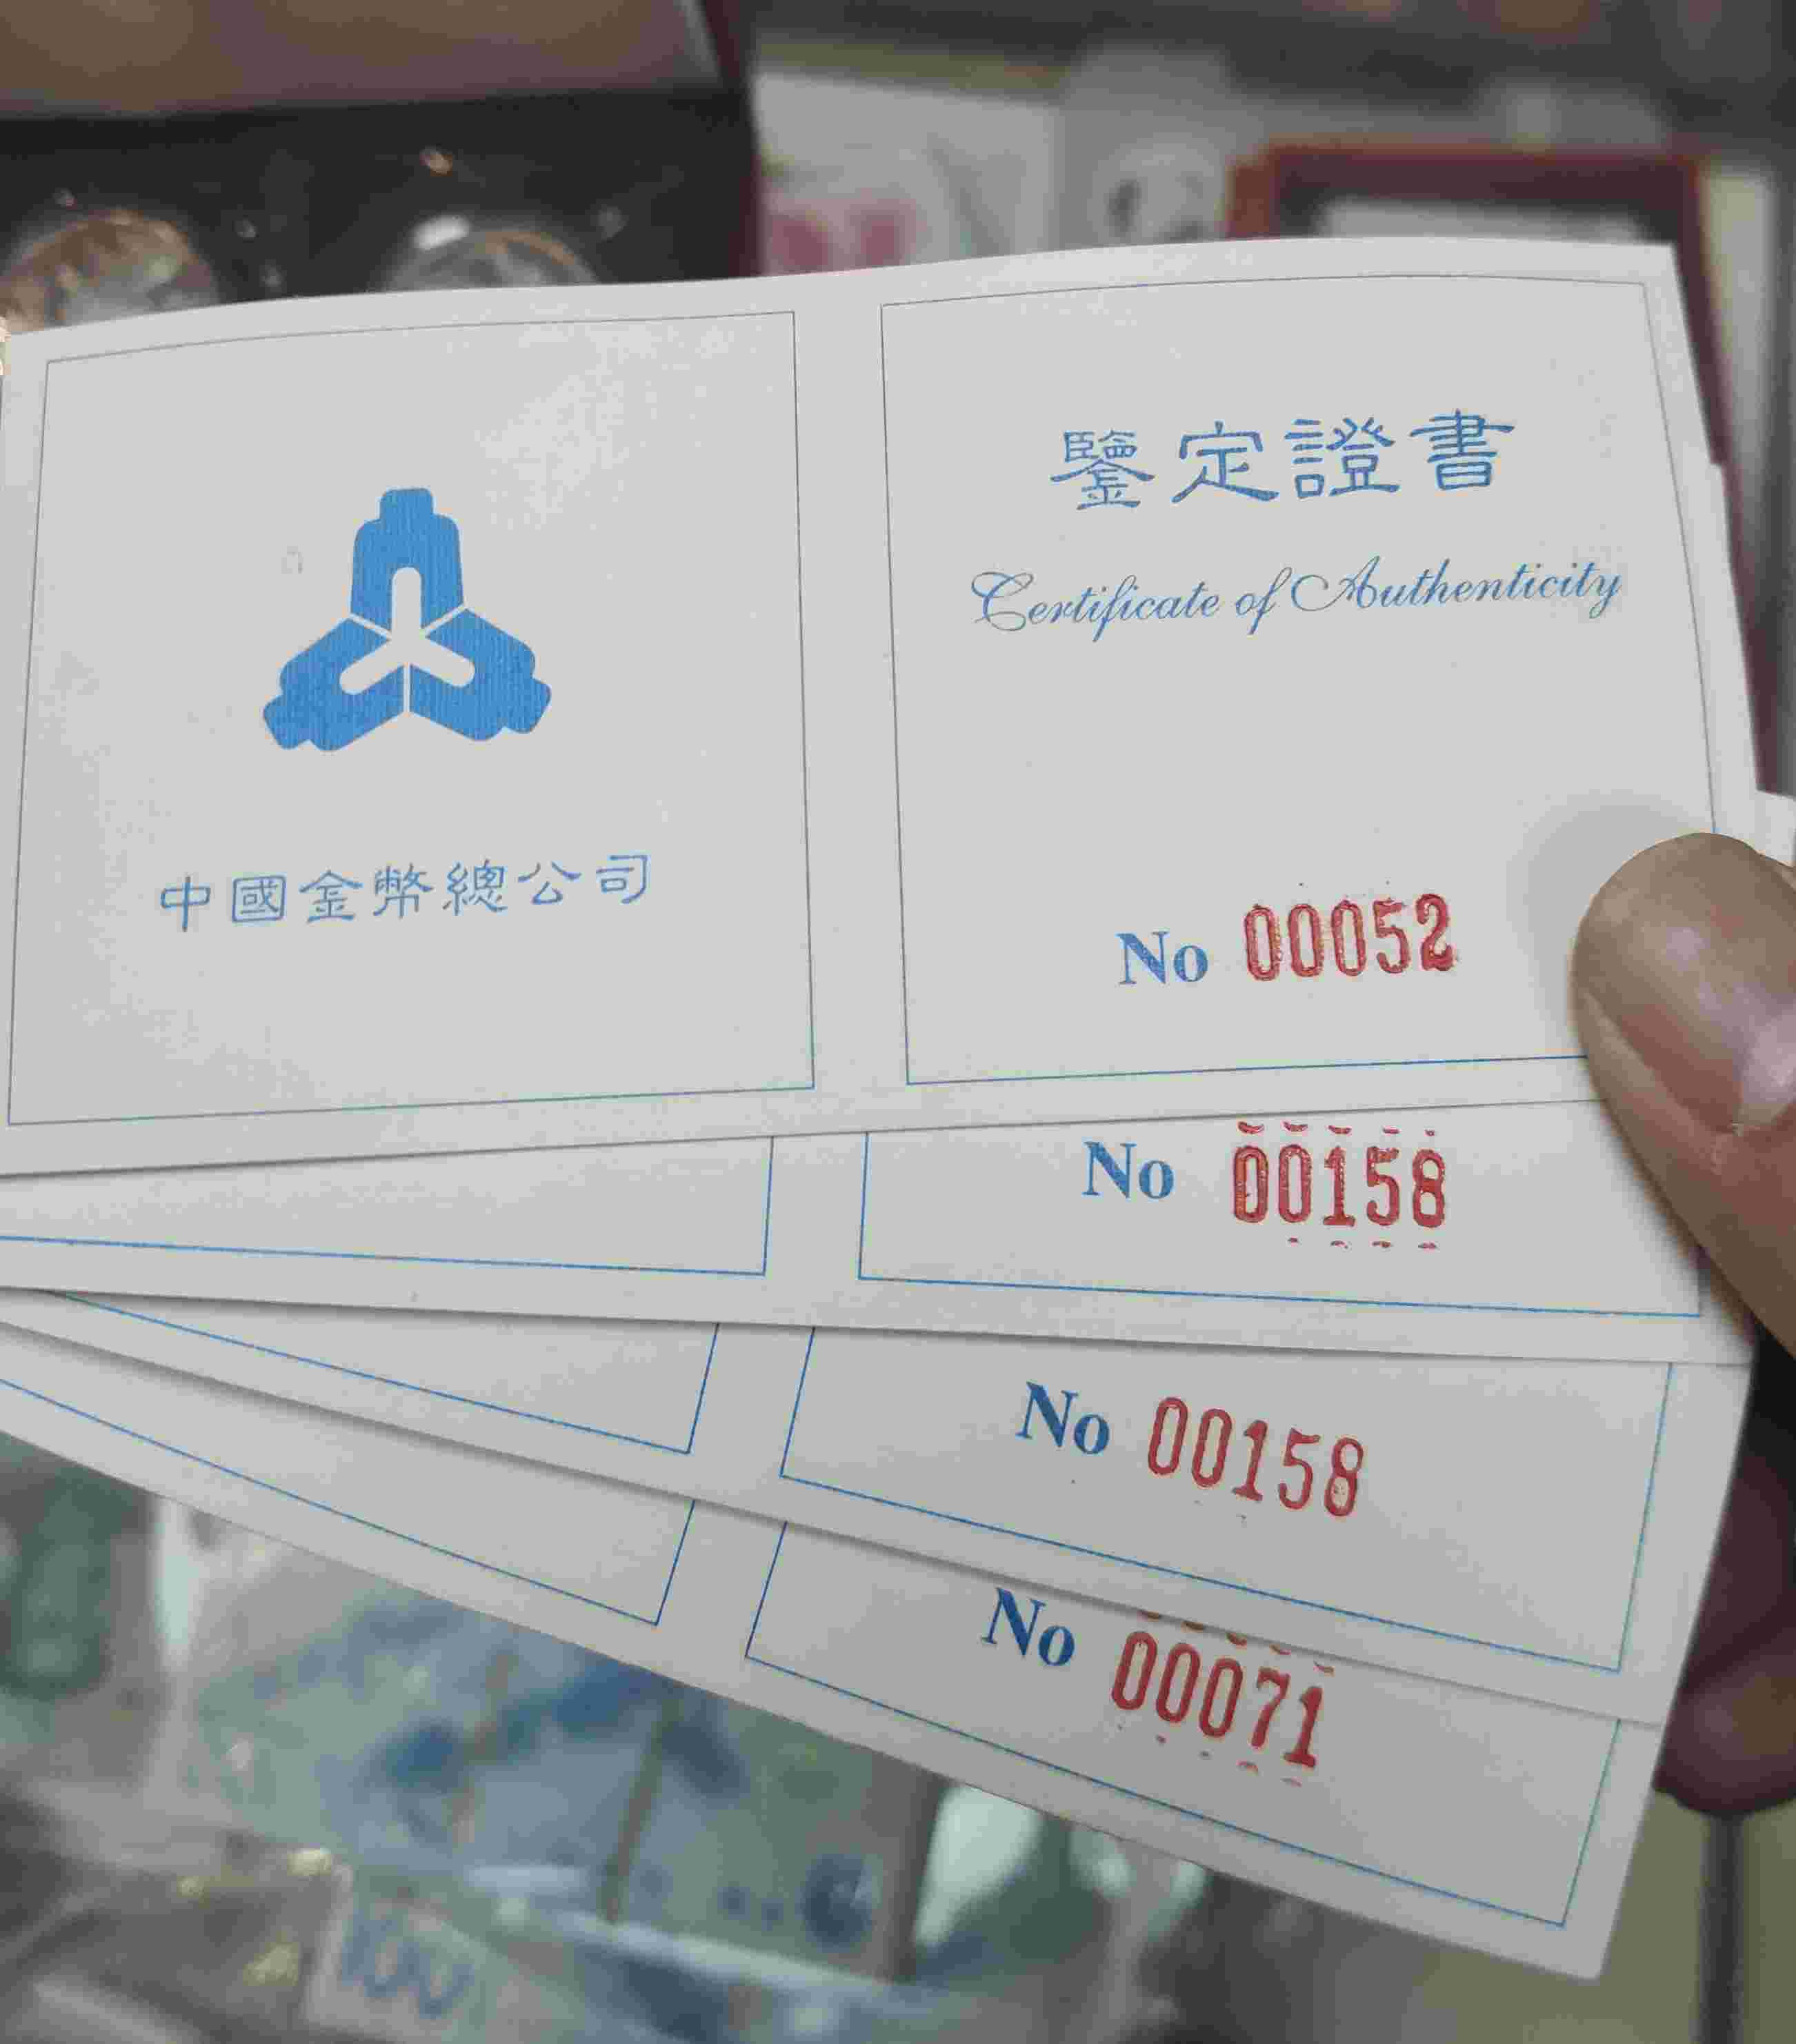 中國金幣總公司
鑒定證書
Certificate of Authenticity
No 00052
No 00158
No 00158
No 00071
100